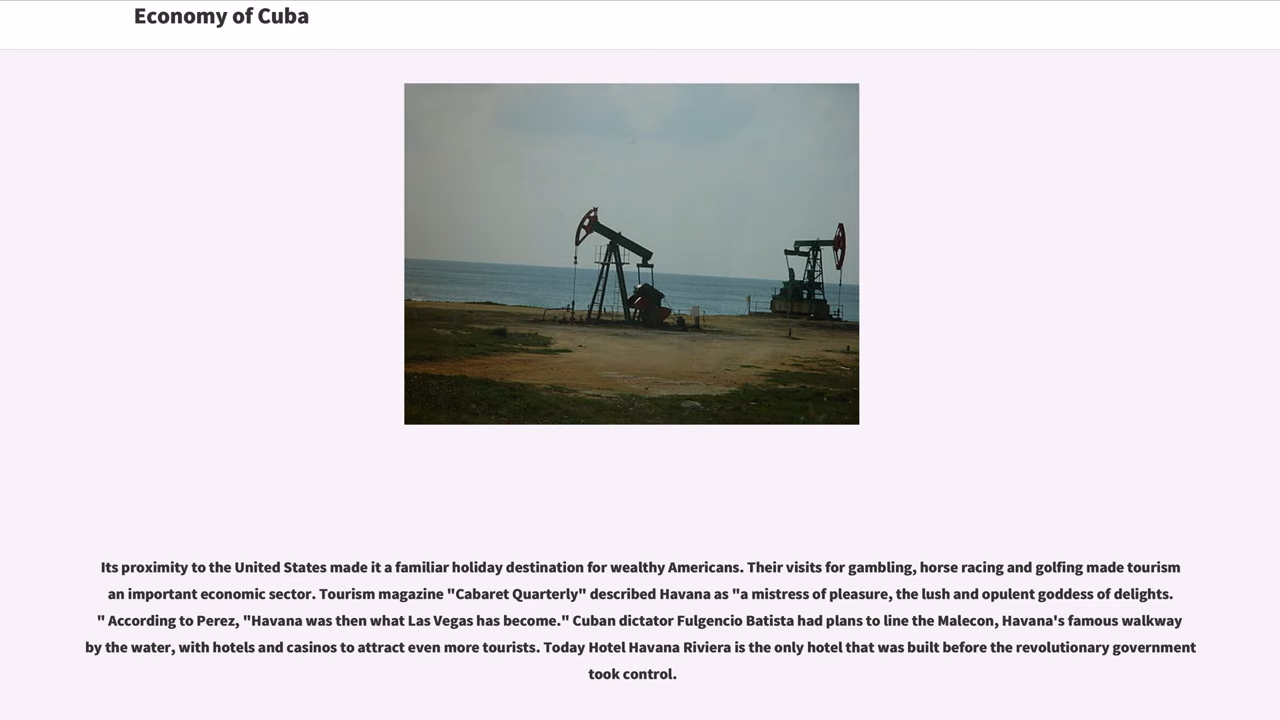 Economy of Cuba
Its proximity to the United States made it a familiar holiday destination for wealthy Americans. Their visits for gambling, horse racing and golfing made tourism
an important economic sector. Tourism magazine "Cabaret Quarterly" described Havana as "a mistress of pleasure, the lush and opulent goddess of delights.
" According to Perez, "Havana was then what Las Vegas has become." Cuban dictator Fulgencio Batista had plans to line the Malecon, Havana's famous walkway
by the water, with hotels and casinos to attract even more tourists. Today Hotel Havana Riviera is the only hotel that was built before the revolutionary government
took control.